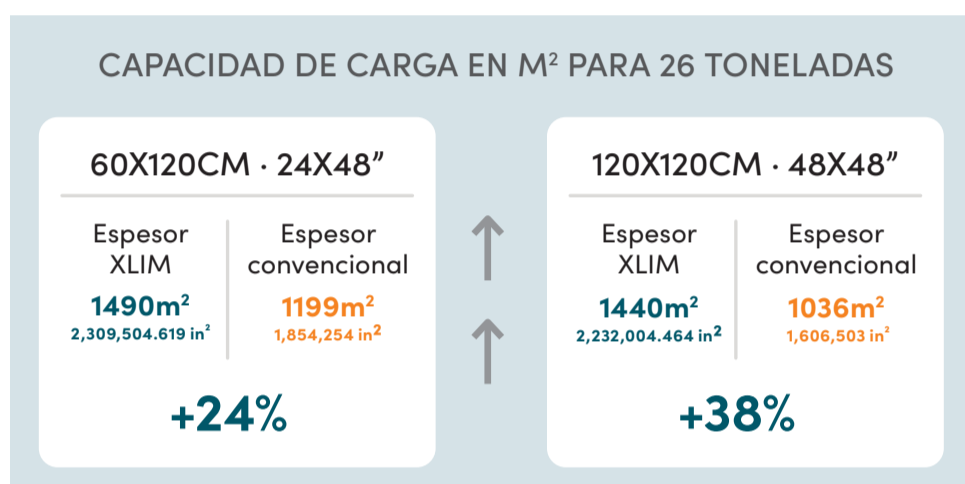 CAPACIDAD DE CARGA EN M² PARA 26 TONELADAS
60X120CM · 24X48”
Espesor
XLIM
1490m²
2,309,504.619 in²
Espesor
convencional
1199m²
1,854,254 in²
+24%
120X120CM · 48X48”
Espesor
XLIM
1440m²
2,232,004.464 in²
Espesor
convencional
1036m²
1,606,503 in²
+38%